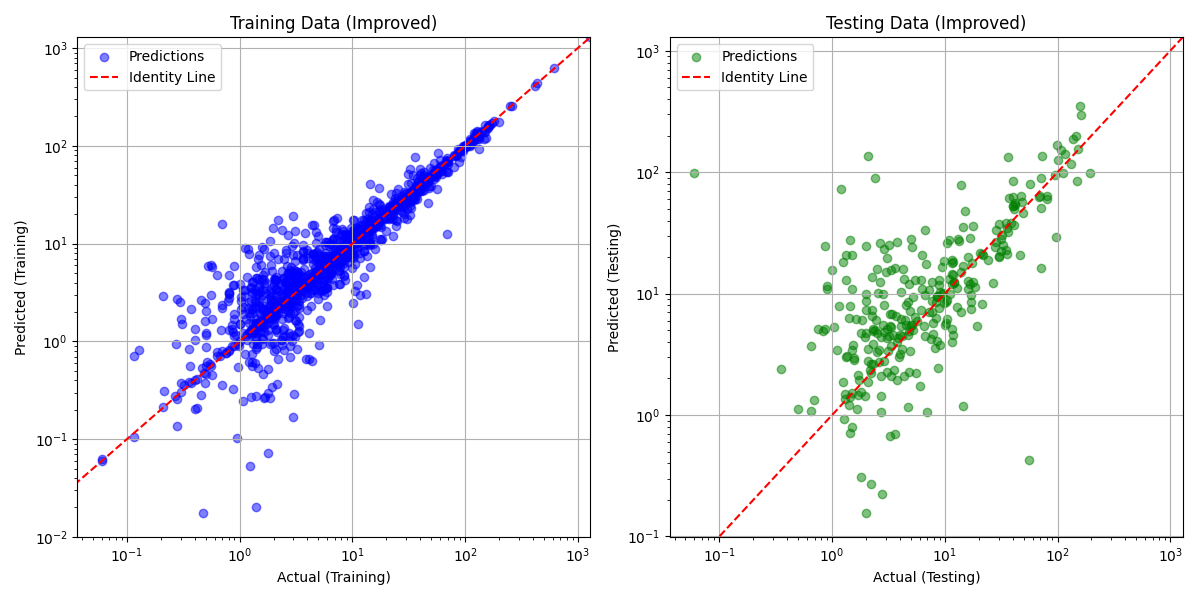 Training Data (Improved)
Predictions
Identity Line
10³
10²
10¹
10⁰
10⁻¹
10⁻²
Predicted (Training)
10⁻¹ 10⁰ 10¹ 10² 10³
Actual (Training)
Testing Data (Improved)
Predictions
Identity Line
10³
10²
10¹
10⁰
10⁻¹
Predicted (Testing)
10⁻¹ 10⁰ 10¹ 10² 10³
Actual (Testing)